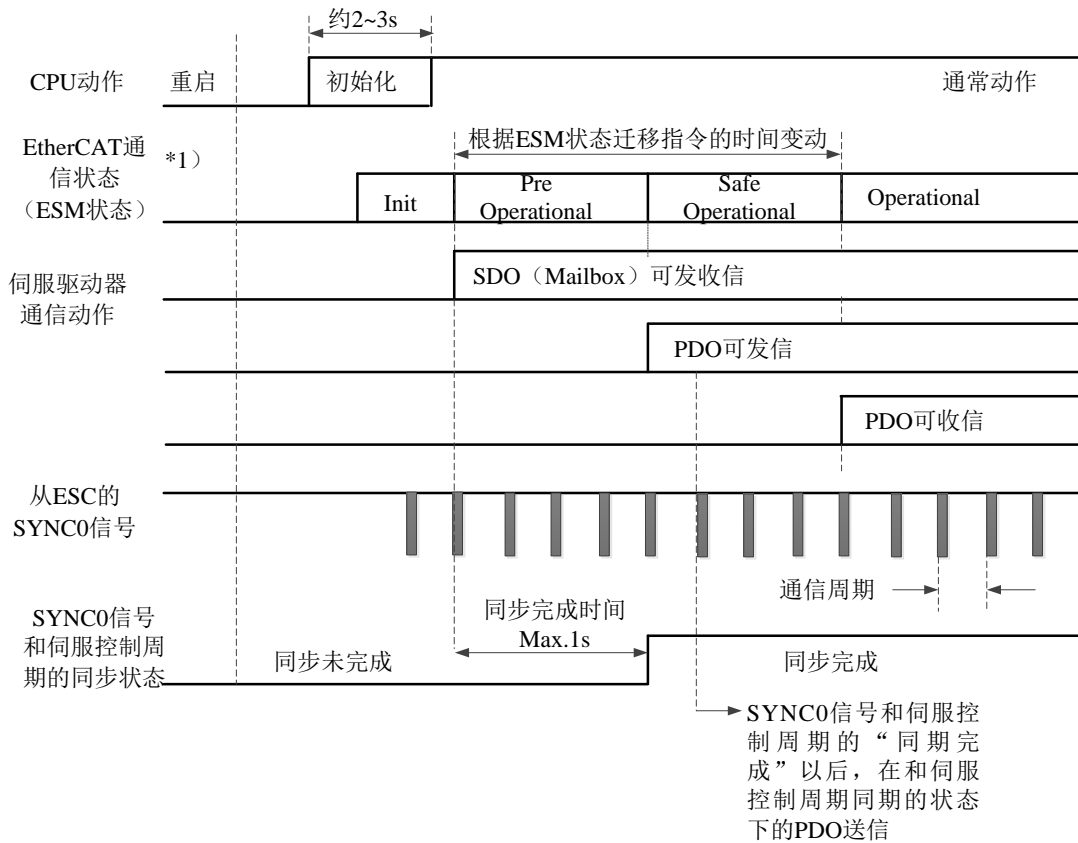 约2~3s
CPU动作
重启
初始化
通常动作
EtherCAT通
信状态
（ESM状态）
*1）
根据ESM状态迁移指令的时间变动
Init
Pre
Operational
Safe
Operational
Operational
伺服驱动器
通信动作
SDO（Mailbox）可发收信
PDO可发信
PDO可收信
从ESC的
SYNC0信号
通信周期
SYNC0信号
和伺服控制周
期的同步状态
同步未完成
同步完成时间
Max.1s
同步完成
SYNC0信号和伺服控
制周期的“同期完
成”以后，在和伺服
控制周期同期的状态
下的PDO送信